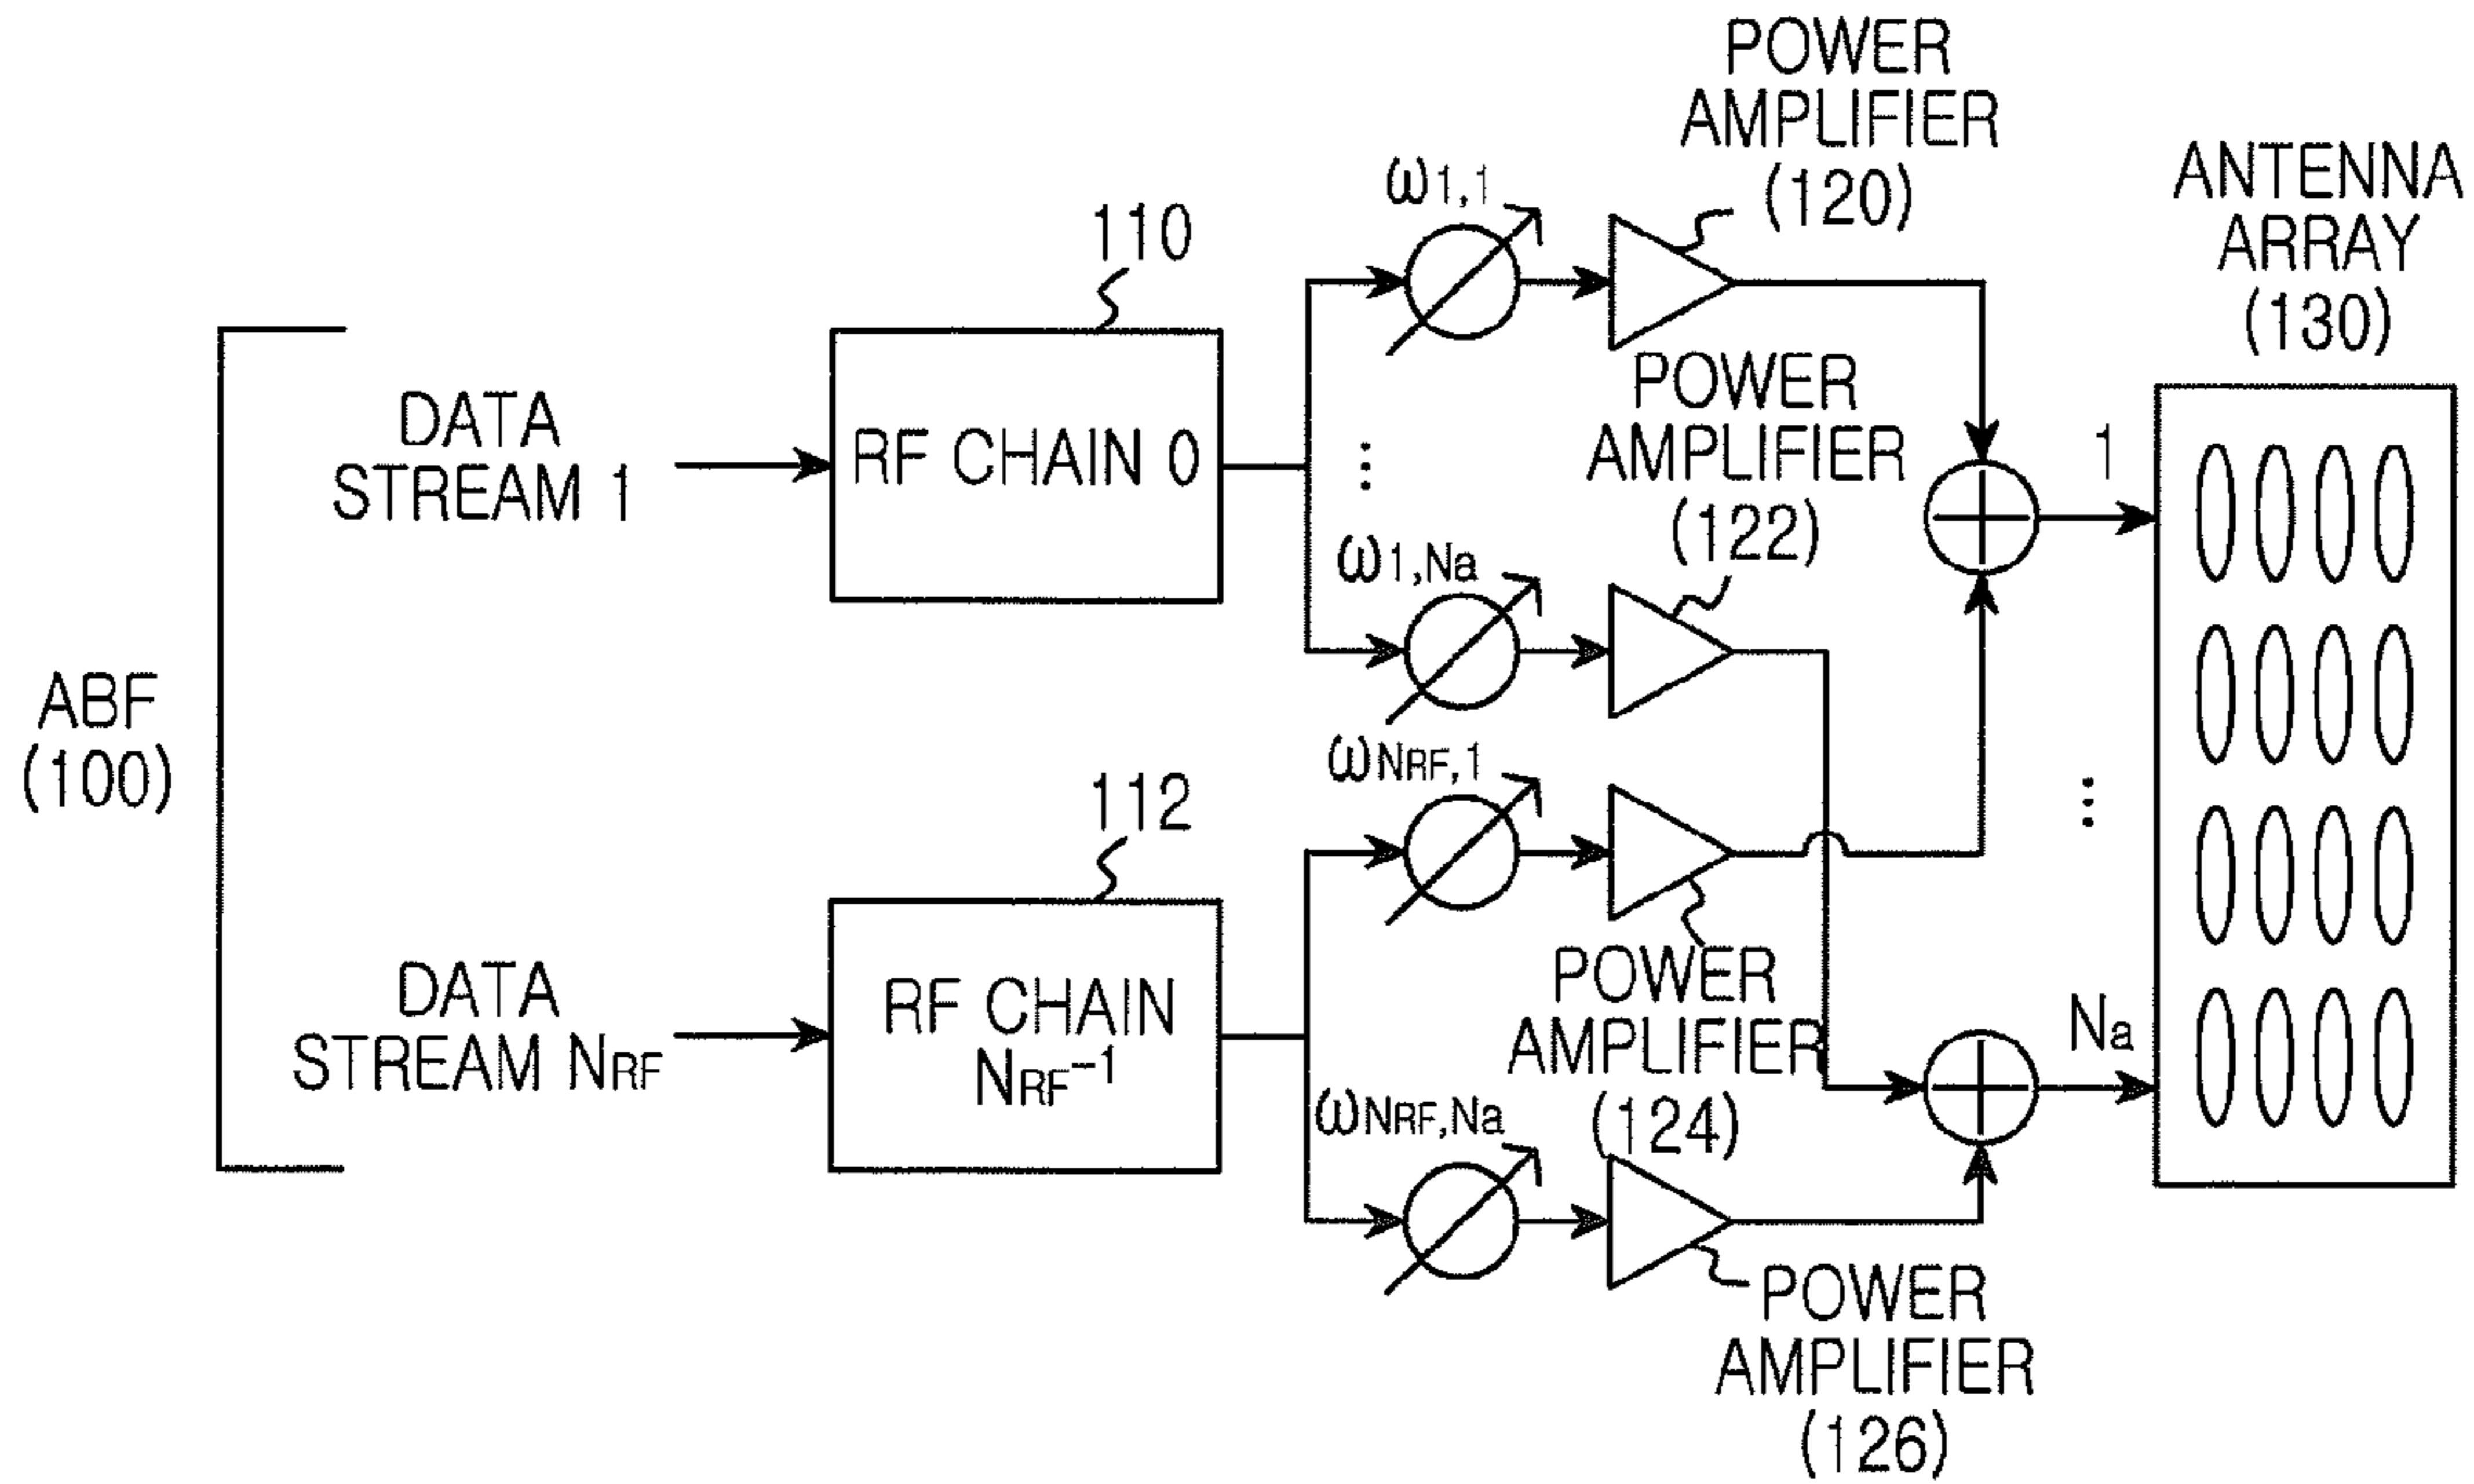 POWER
AMPLIFIER
(120)
ANTENNA
ARRAY
(130)
ω1,1
110
DATA
STREAM 1
RF CHAIN 0
⋮
POWER
AMPLIFIER
(122)
1
ω1,Na
ABF
(100)
ωNRF,1
112
⋮
DATA
STREAM NRF
RF CHAIN
NRF-1
POWER
AMPLIFIER
(124)
Na
ωNRF,Na
POWER
AMPLIFIER
(126)